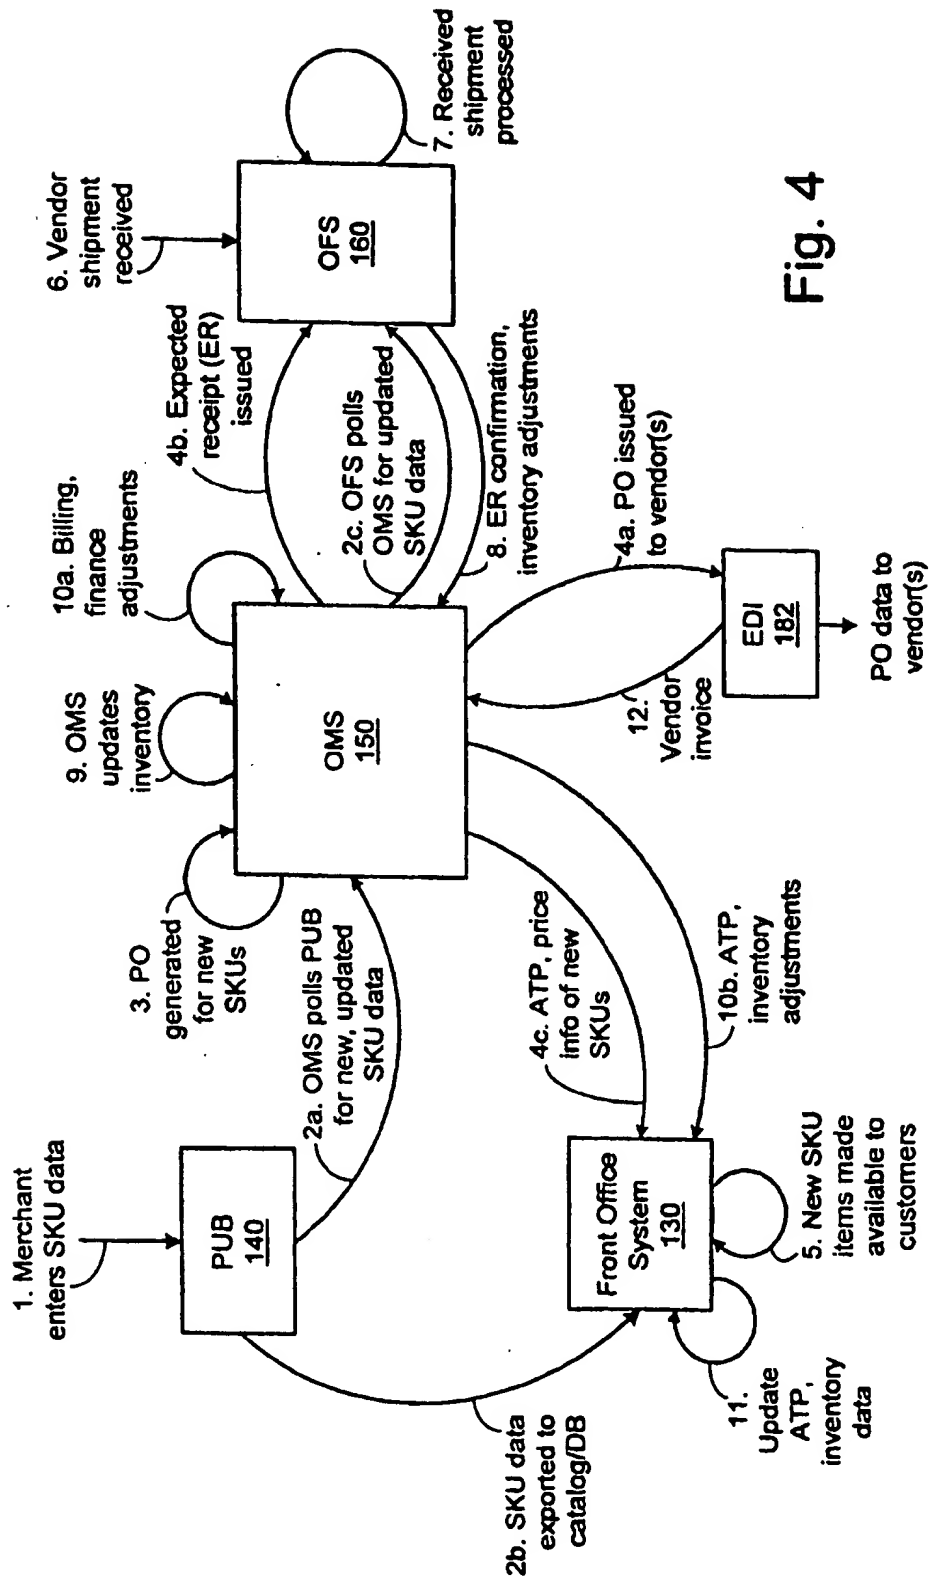 1. Merchant
enters SKU data
PUB
140
2a. OMS polls PUB
for new, updated
SKU data
2b. SKU data
exported to
catalog/DB
3. PO
generated
for new
SKUs
9. OMS
updates
inventory
10a. Billing,
finance
adjustments
OMS
150
4b. Expected
receipt (ER)
issued
2c. OFS polls
OMS for updated
SKU data
8. ER confirmation,
inventory adjustments
6. Vendor
shipment
received
OFS
160
7. Received
shipment
processed
4a. PO issued
to vendor(s)
12.
Vendor
invoice
EDI
182
PO data to
vendor(s)
4c. ATP, price
info of new
SKUs
10b. ATP,
inventory
adjustments
Front Office
System
130
5. New SKU
items made
available to
customers
11.
Update
ATP,
inventory
data
Fig. 4